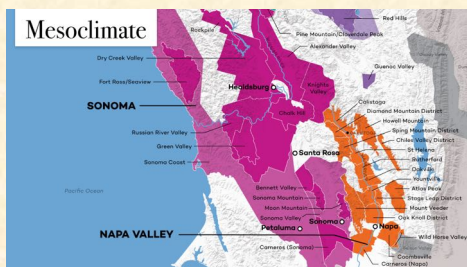 Mesoclimate
Red Hills
Rockpile
Pine Mountain/Cloverdale Peak
Alexander Valley
Dry Creek Valley
Guenoc Valley
Fort Ross/Seaview
Healdsburg
Knights
Valley
SONOMA
Chalk Hill
Calistoga
Diamond Mountain District
Howell Mountain
Russian River Valley
Sping Mountain District
Green Valley
Chiles Valley District
Santa Rosa
St Helena
Sonoma Coast
Rutherford
Oakville
Yountville
Bennett Valley
Atlas Peak
Pacific Ocean
Sonoma Mountain
Stags Leap District
Moon Mountain
Mount Veeder
Sonoma Valley
Sonoma
Oak Knoll District
Petaluma
Napa
NAPA VALLEY
Wild Horse Valley
Carneros (Sonoma)
Coombsville
Carneros (Napa)